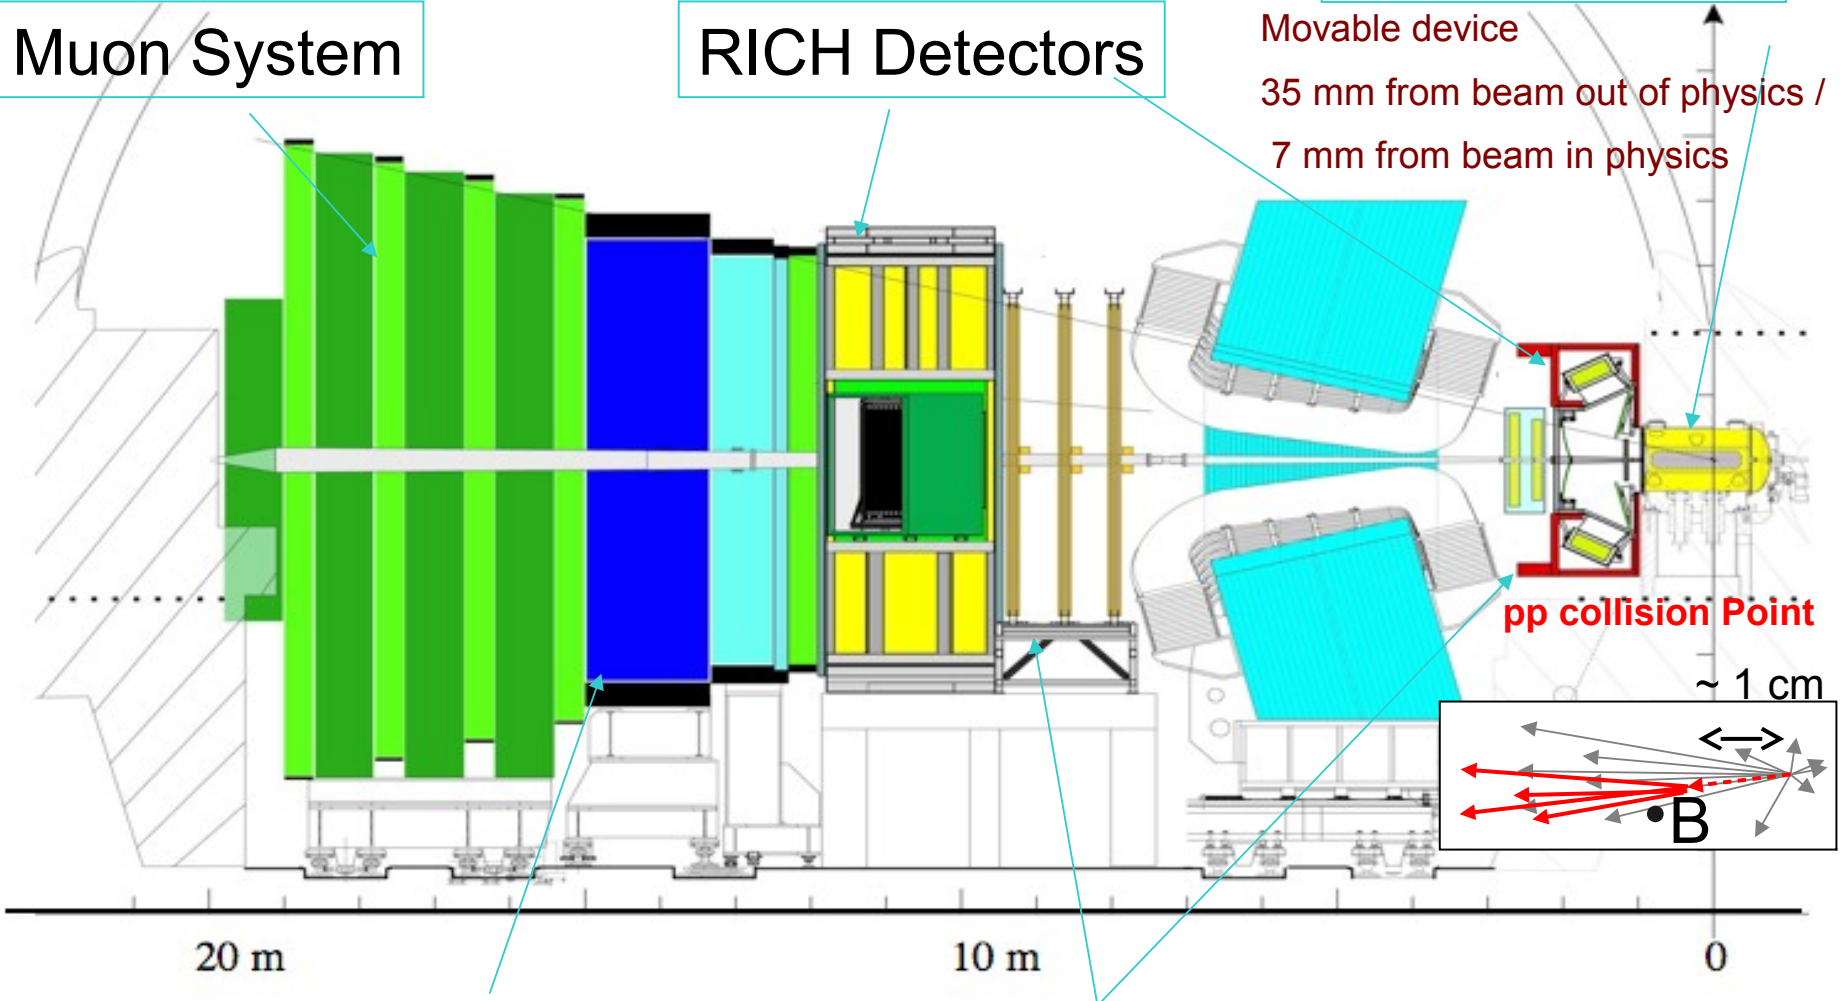 Muon System
RICH Detectors
Movable device
35 mm from beam out of physics /
7 mm from beam in physics
pp collision Point
~ 1 cm
B
20 m
10 m
0